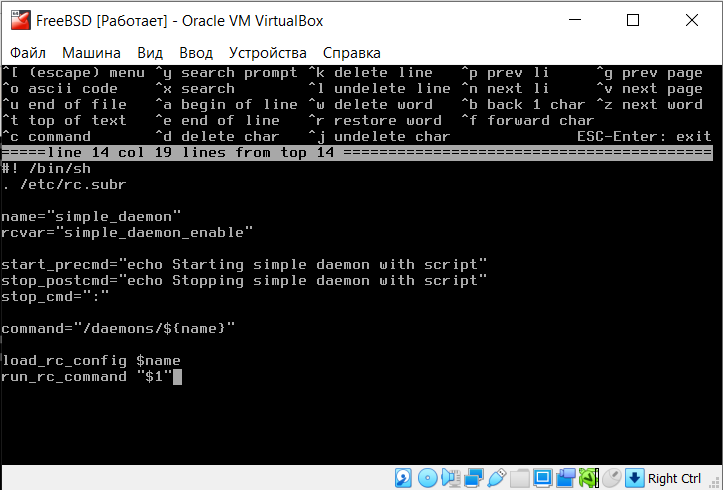 FreeBSD [Работает] - Oracle VM VirtualBox
Файл Машина Вид Ввод Устройства Справка
^[ (escape) menu ^y search prompt ^k delete line ^p prev li ^g prev page
^o ascii code ^x search ^l undelete line ^n next li ^v next page
^u end of file ^a begin of line ^w delete word ^b back 1 char ^z next word
^t top of text ^e end of line ^r restore word ^f forward char
^c command ^d delete char ^j undelete char ESC-Enter: exit
=====line 14 col 19 lines from top 14 ==========================================
#! /bin/sh
. /etc/rc.subr
name="simple_daemon"
rcvar="simple_daemon_enable"
start_precmd="echo Starting simple daemon with script"
stop_postcmd="echo Stopping simple daemon with script"
stop_cmd=":"
command="/daemons/${name}"
load_rc_config $name
run_rc_command "$1"
Right Ctrl